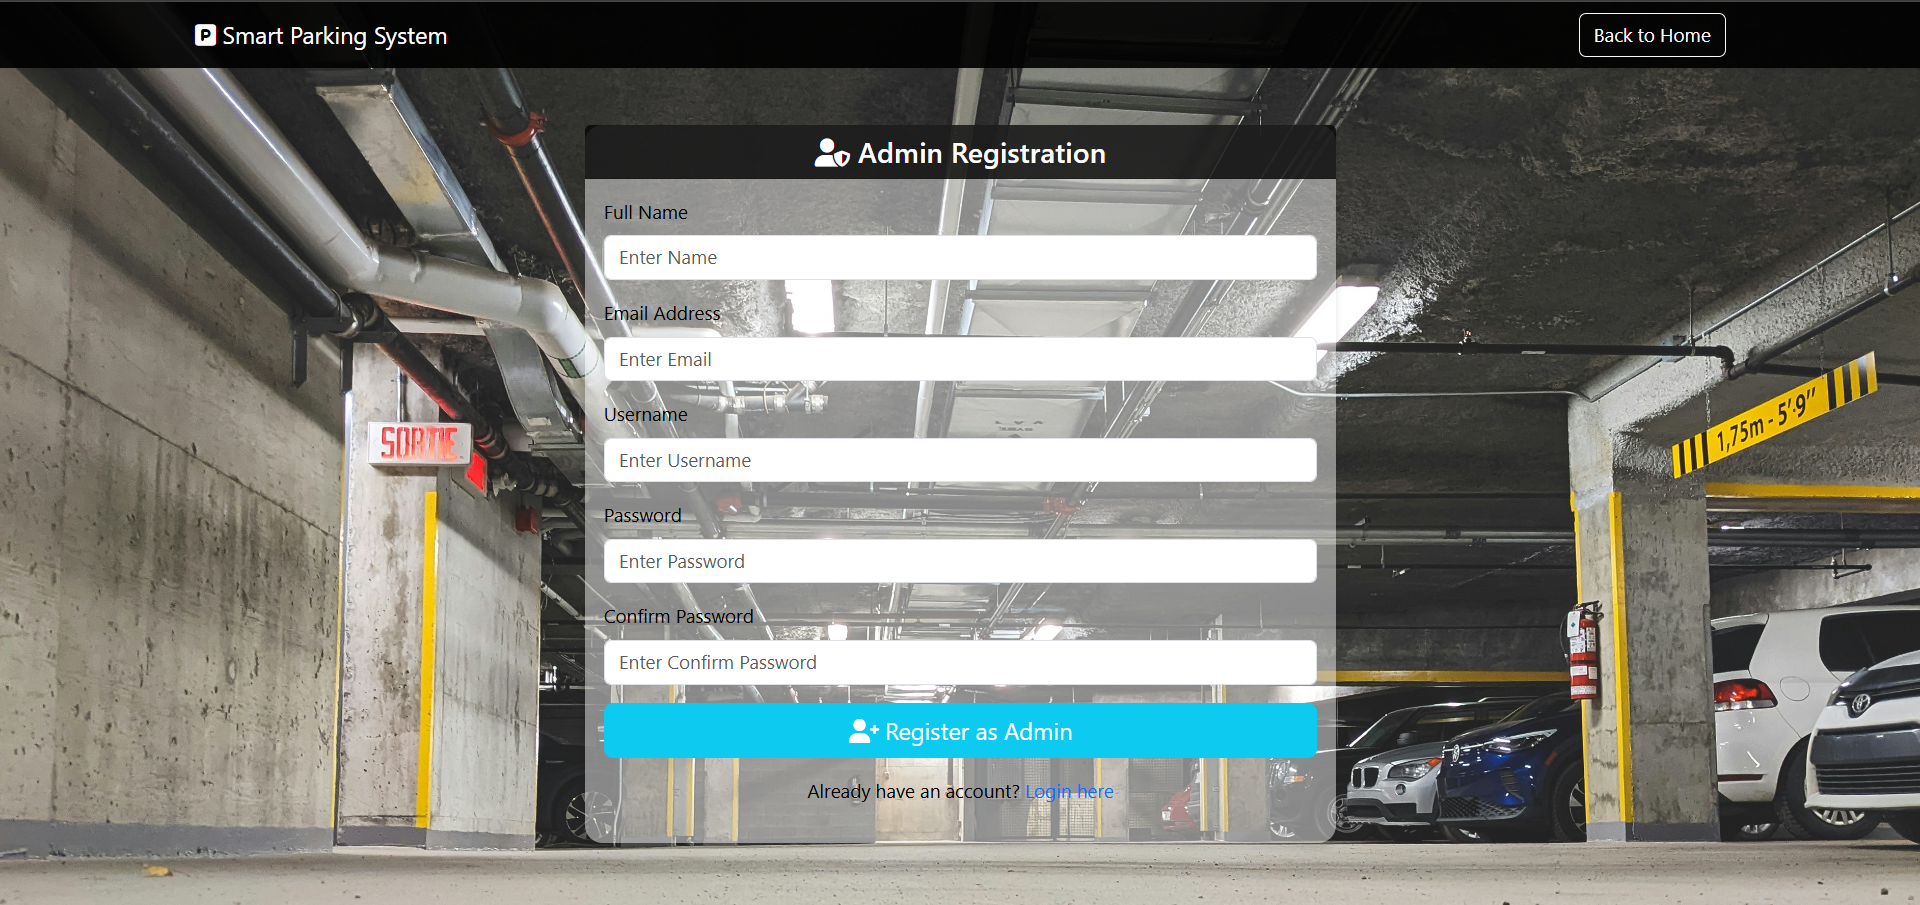 P Smart Parking System
Back to Home
Admin Registration
Full Name
Enter Name
Email Address
Enter Email
Username
Enter Username
Password
Enter Password
Confirm Password
Enter Confirm Password
Register as Admin
Already have an account? Login here
SORTIE
1,75m - 5'-9"